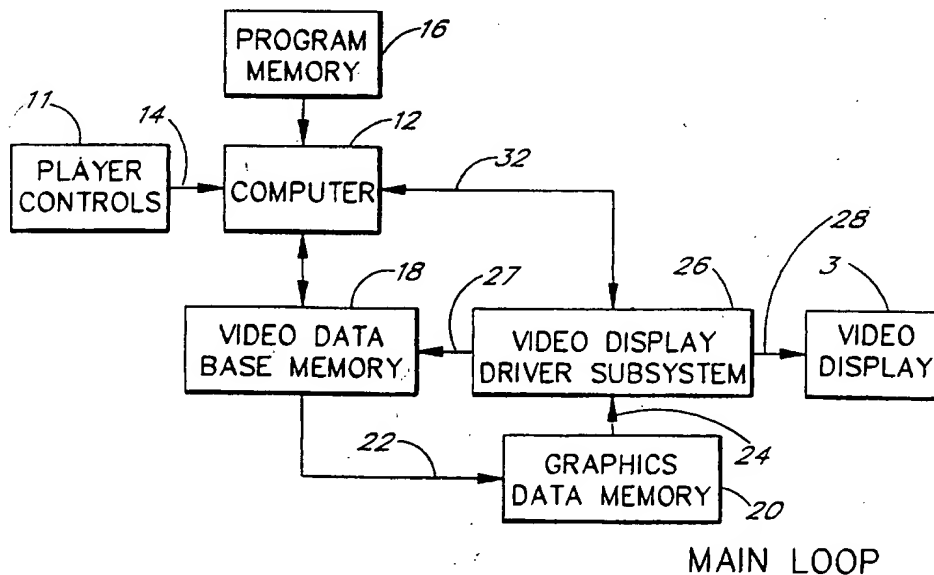 PROGRAM
MEMORY
16
11
14
12
PLAYER
CONTROLS
COMPUTER
32
18
27
26
28
3
VIDEO DATA
BASE MEMORY
VIDEO DISPLAY
DRIVER SUBSYSTEM
VIDEO
DISPLAY
22
24
GRAPHICS
DATA MEMORY
20
MAIN LOOP